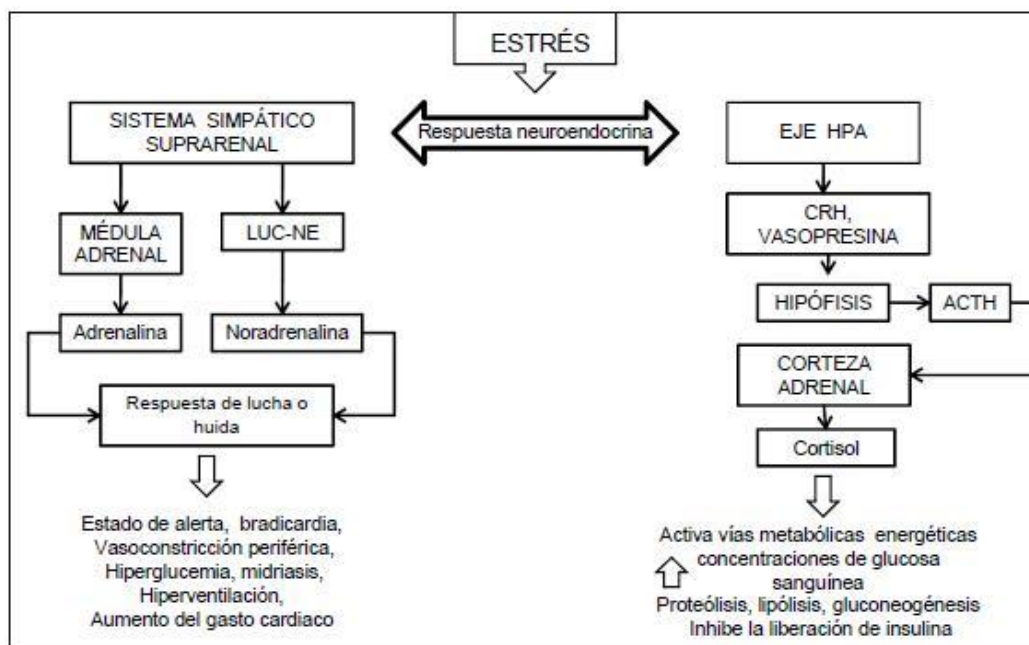 ESTRÉS
Respuesta neuroendocrina
SISTEMA SIMPÁTICO
SUPRARENAL
MÉDULA
ADRENAL
LUC-NE
Adrenalina
Noradrenalina
Respuesta de lucha o
huida
Estado de alerta, bradicardia,
Vasoconstricción periférica,
Hiperglucemia, midriasis,
Hiperventilación,
Aumento del gasto cardiaco
EJE HPA
CRH,
VASOPRESINA
HIPÓFISIS
ACTH
CORTEZA
ADRENAL
Cortisol
Activa vías metabólicas energéticas
concentraciones de glucosa
sanguínea
Proteólisis, lipólisis, gluconeogénesis
Inhibe la liberación de insulina